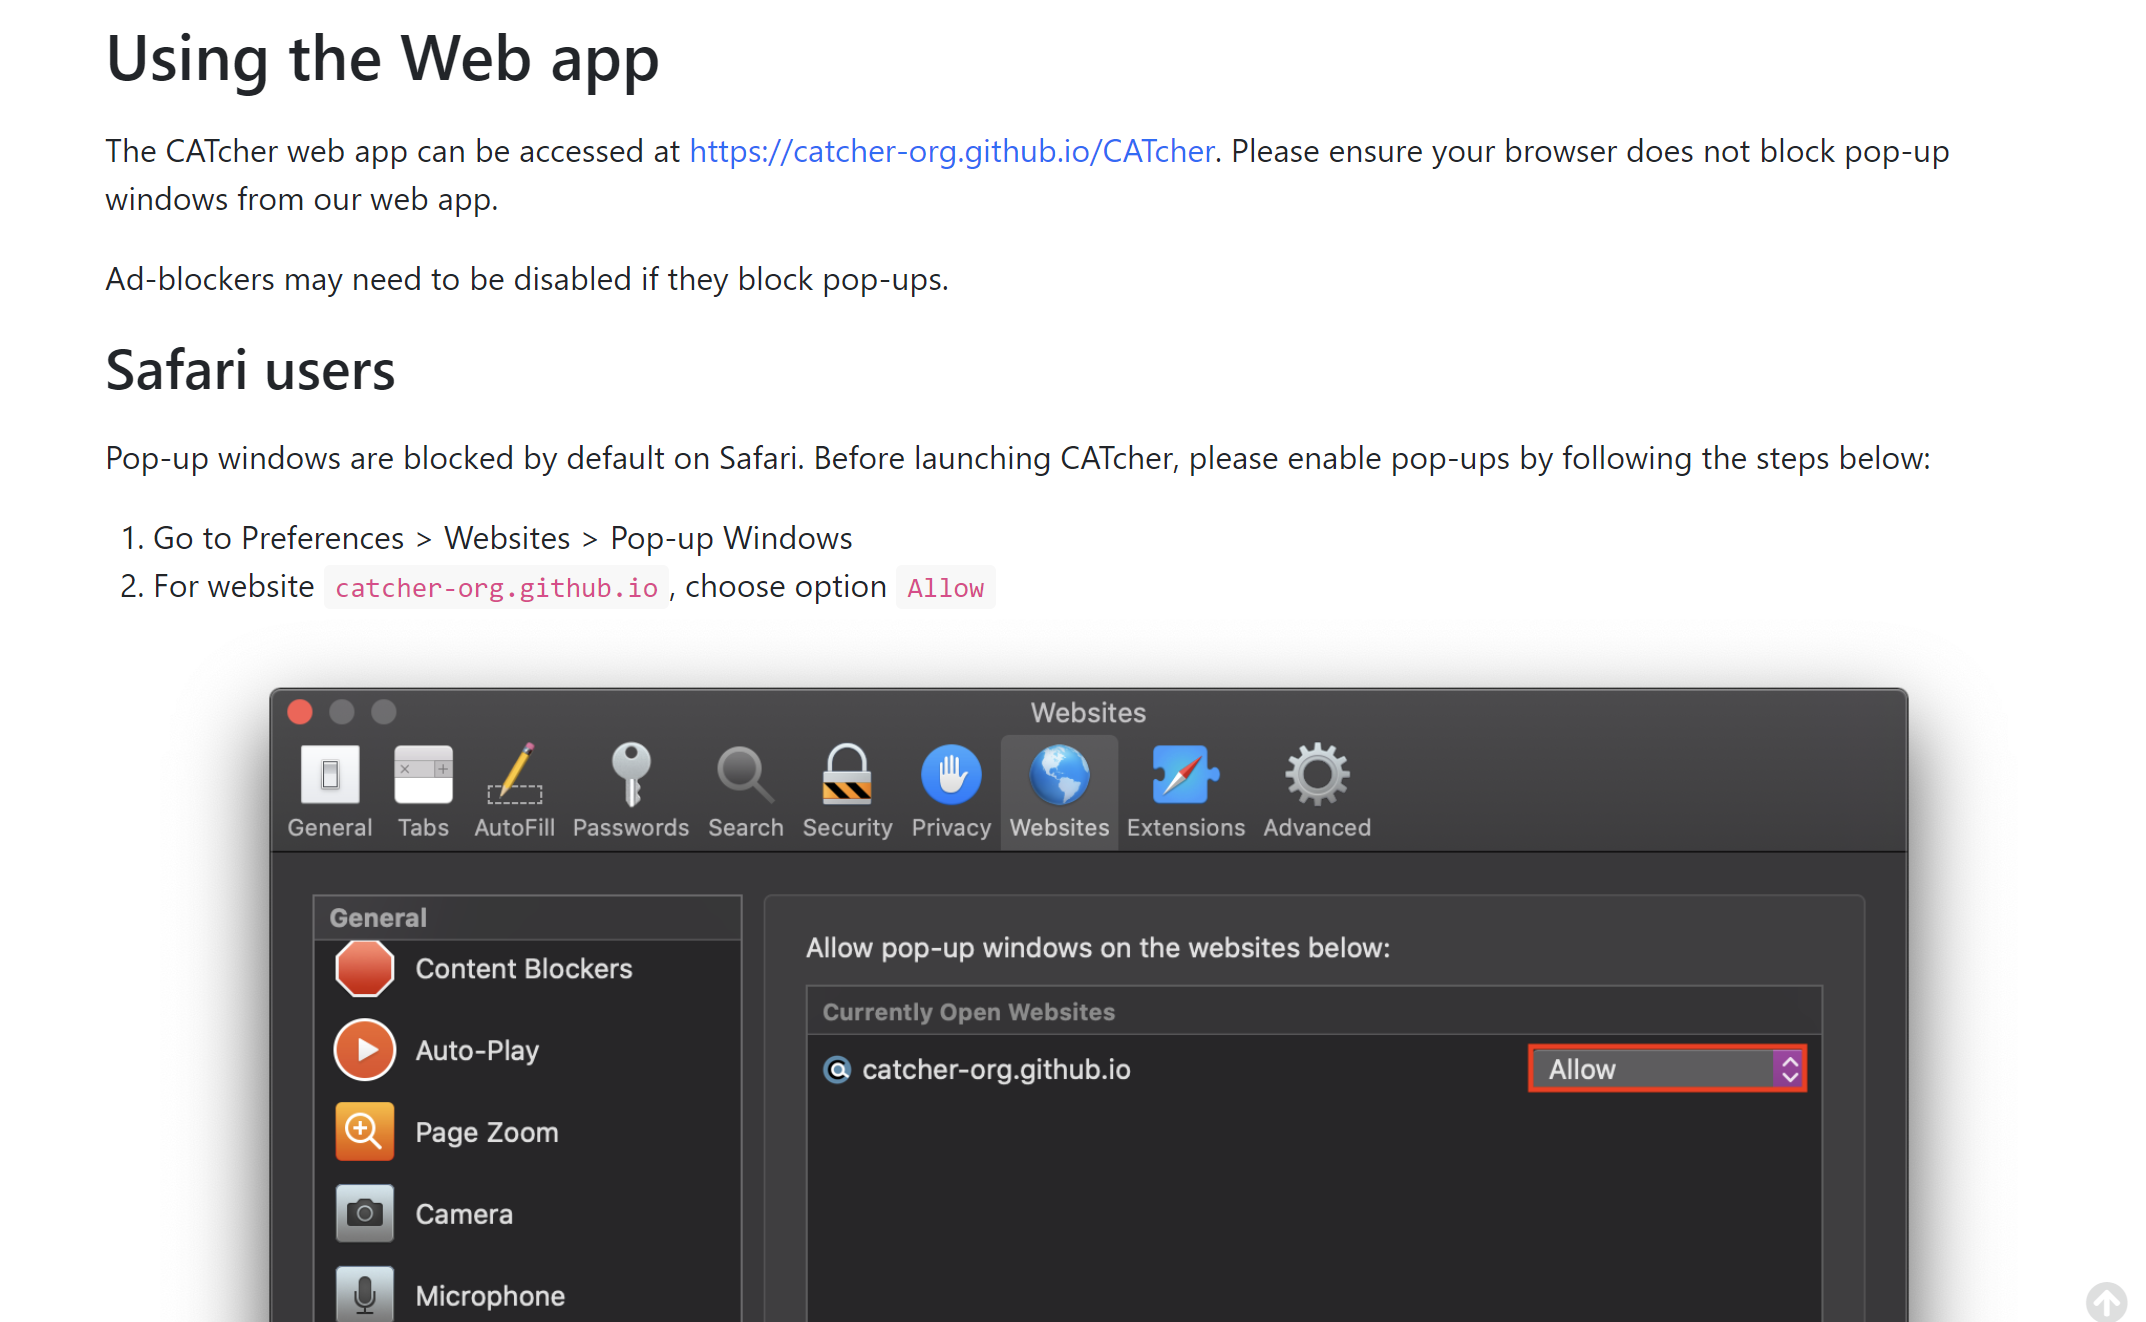 Using the Web app
The CATcher web app can be accessed at https://catcher-org.github.io/CATcher. Please ensure your browser does not block pop-up
windows from our web app.
Ad-blockers may need to be disabled if they block pop-ups.
Safari users
Pop-up windows are blocked by default on Safari. Before launching CATcher, please enable pop-ups by following the steps below:
1. Go to Preferences > Websites > Pop-up Windows
2. For website catcher-org.github.io, choose option Allow
Websites
General Tabs AutoFill Passwords Search Security Privacy Websites Extensions Advanced
General
Content Blockers
Auto-Play
Page Zoom
Camera
Microphone
Allow pop-up windows on the websites below:
Currently Open Websites
catcher-org.github.io Allow